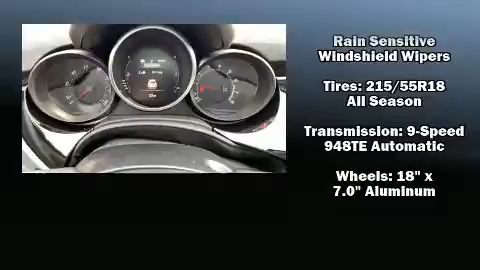 Rain Sensitive
Windshield Wipers
Tires: 215/55R18
All Season
Transmission: 9-Speed
948TE Automatic
Wheels: 18" x
7.0" Aluminum